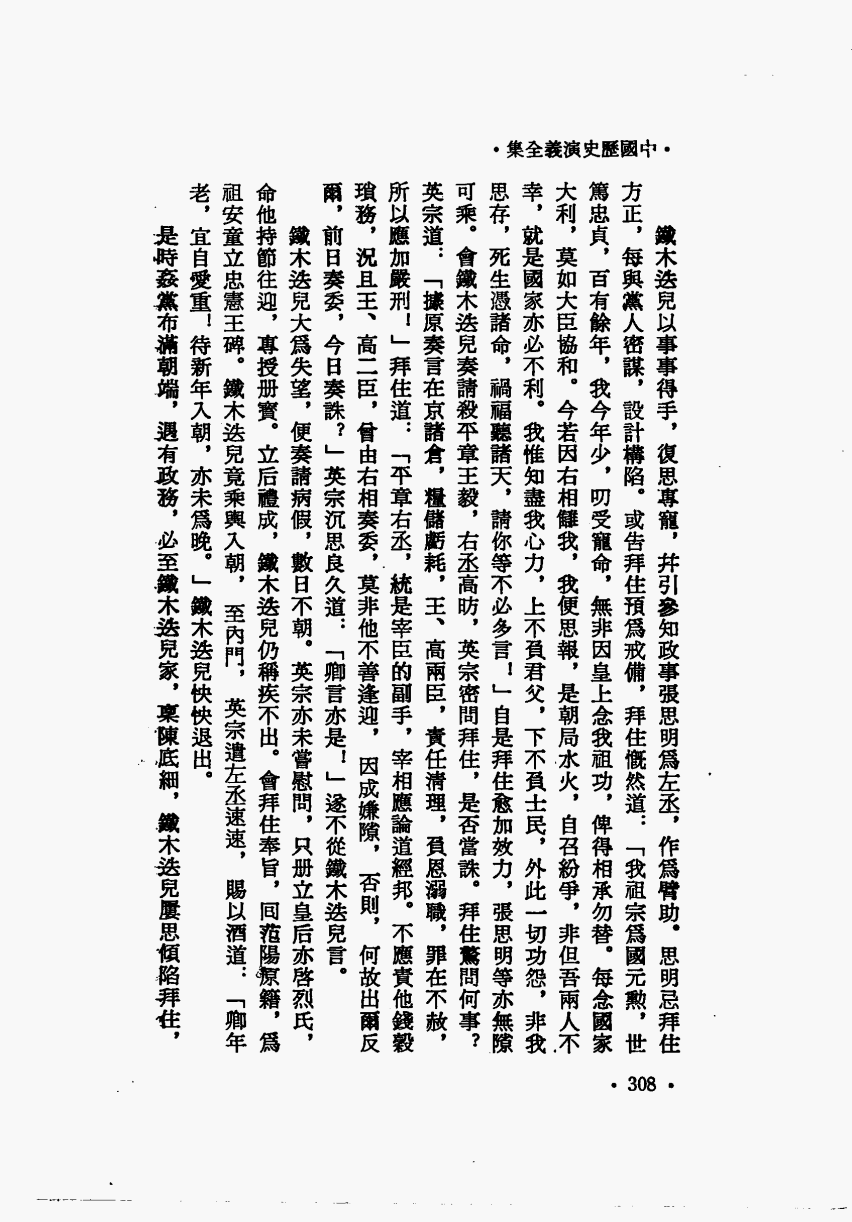 •中國歷史演義全集•
鐵木迭兒以事事得手，復思專寵，幷引參知政事張思明爲左丞，作爲臂助。思明忌拜住
方正，每與黨人密謀，設計構陷。或吿拜住預爲戒備，拜住慨然道：「我祖宗爲國元勳，世
篤忠貞，百有餘年，我今年少，叨受寵命，無非因皇上念我祖功，俾得相承勿替。每念國家
大利，莫如大臣協和。今若因右相讎我，我便思報，是朝局水火，自召紛爭，非但吾兩人不
幸，就是國家亦必不利。我惟知盡我心力，上不負君父，下不負士民，外此一切功怨，非我
思存，死生憑諸命，禍福聽諸天，請你等不必多言！」自是拜住愈加效力，張思明等亦無隙
可乘。會鐵木迭兒奏請殺平章王毅，右丞高昉，英宗密問拜住，是否當誅。拜住驚問何事？
英宗道：「據原奏言在京諸倉，糧儲虧耗，王、高兩臣，責任清理，負恩溺職，罪在不赦，
所以應加嚴刑！」拜住道：「平章右丞，統是宰臣的副手，宰相應論道經邦。不應責他錢穀
瑣務，況且王、高二臣，曾由右相奏委，莫非他不善逢迎，因成嫌隙，否則，何故出爾反
爾，前日奏委，今日奏誅？」英宗沉思良久道：「卿言亦是！」遂不從鐵木迭兒言。
鐵木迭兒大爲失望，便奏請病假，數日不朝。英宗亦未嘗慰問，只册立皇后亦啓烈氏，
命他持節往迎，專授册寳。立后禮成，鐵木迭兒仍稱疾不出。會拜住奉旨，囘范陽原籍，爲
祖安童立忠憲王碑。鐵木迭兒竟乘輿入朝，至內門，英宗遣左丞速速，賜以酒道：「卿年
老，宜自愛重！待新年入朝，亦未爲晚。」鐵木迭兒怏怏退出。
是時姦黨布滿朝端，遇有政務，必至鐵木迭兒家，稟陳底細，鐵木迭兒屢思傾陷拜住，
•308•